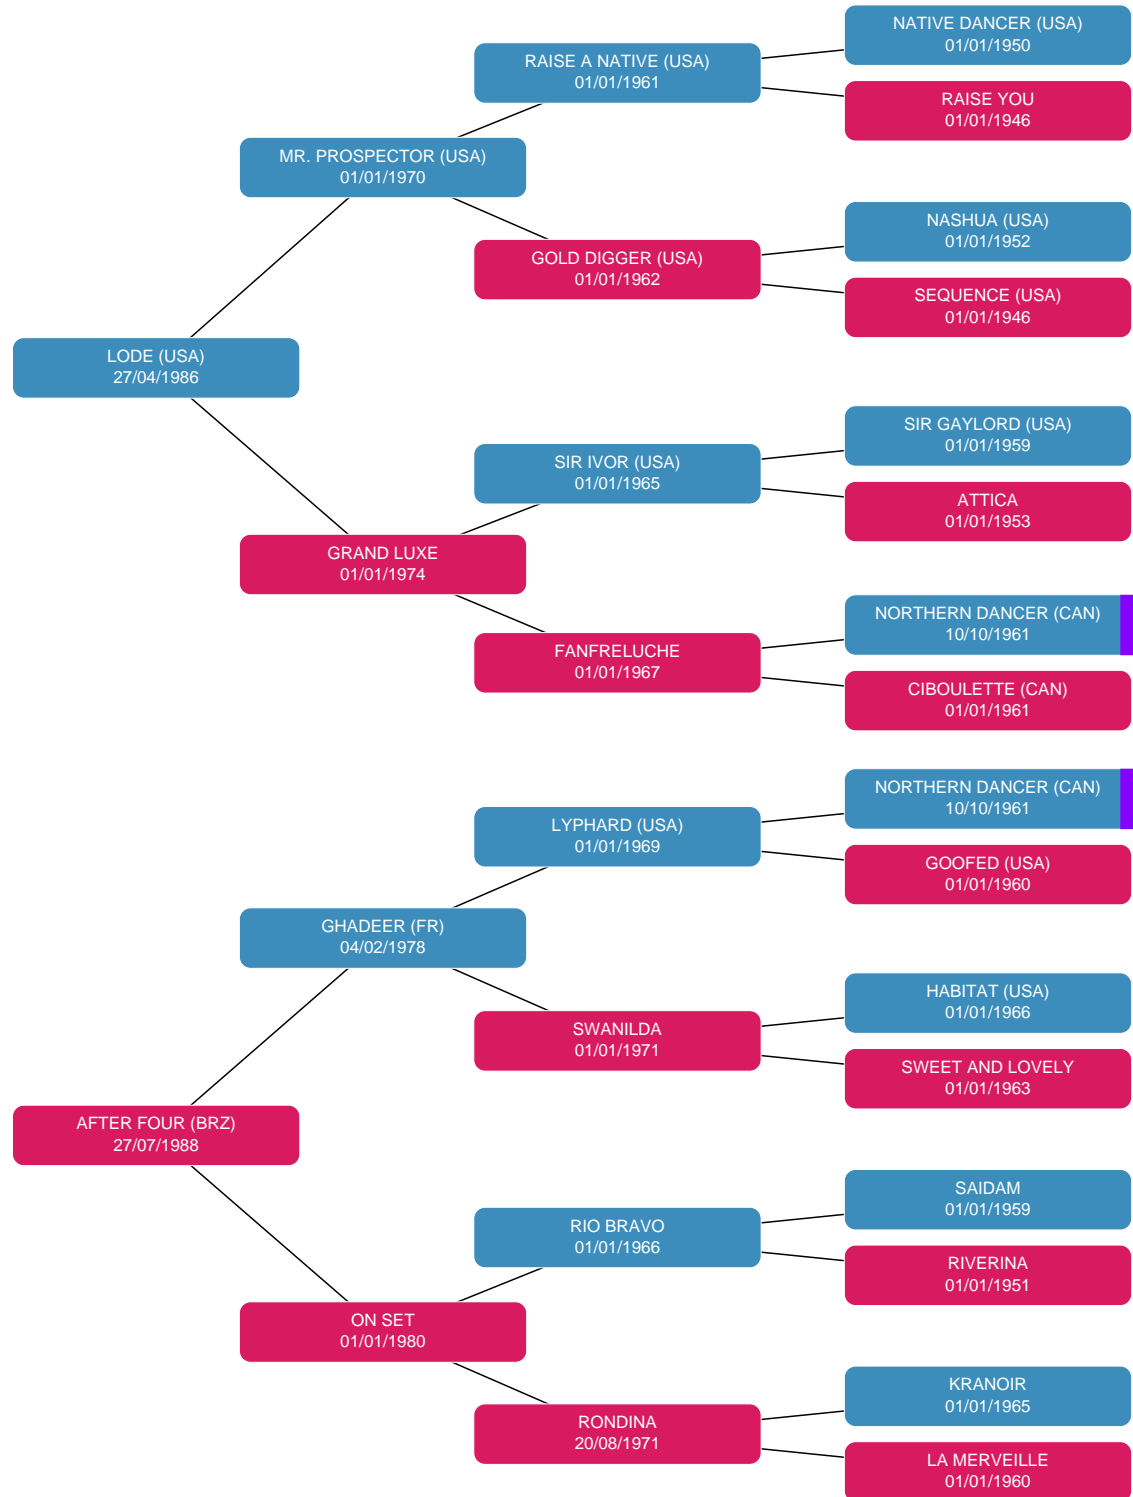 NATIVE DANCER (USA)
01/01/1950
RAISE A NATIVE (USA)
01/01/1961
RAISE YOU
01/01/1946
MR. PROSPECTOR (USA)
01/01/1970
NASHUA (USA)
01/01/1952
GOLD DIGGER (USA)
01/01/1962
SEQUENCE (USA)
01/01/1946
LODE (USA)
27/04/1986
SIR GAYLORD (USA)
01/01/1959
SIR IVOR (USA)
01/01/1965
ATTICA
01/01/1953
GRAND LUXE
01/01/1974
NORTHERN DANCER (CAN)
10/10/1961
FANFRELUCHE
01/01/1967
CIBOULETTE (CAN)
01/01/1961
NORTHERN DANCER (CAN)
10/10/1961
LYPHARD (USA)
01/01/1969
GOOFED (USA)
01/01/1960
GHADEER (FR)
04/02/1978
HABITAT (USA)
01/01/1966
SWANILDA
01/01/1971
SWEET AND LOVELY
01/01/1963
AFTER FOUR (BRZ)
27/07/1988
SAIDAM
01/01/1959
RIO BRAVO
01/01/1966
RIVERINA
01/01/1951
ON SET
01/01/1980
KRANOIR
01/01/1965
RONDINA
20/08/1971
LA MERVEILLE
01/01/1960